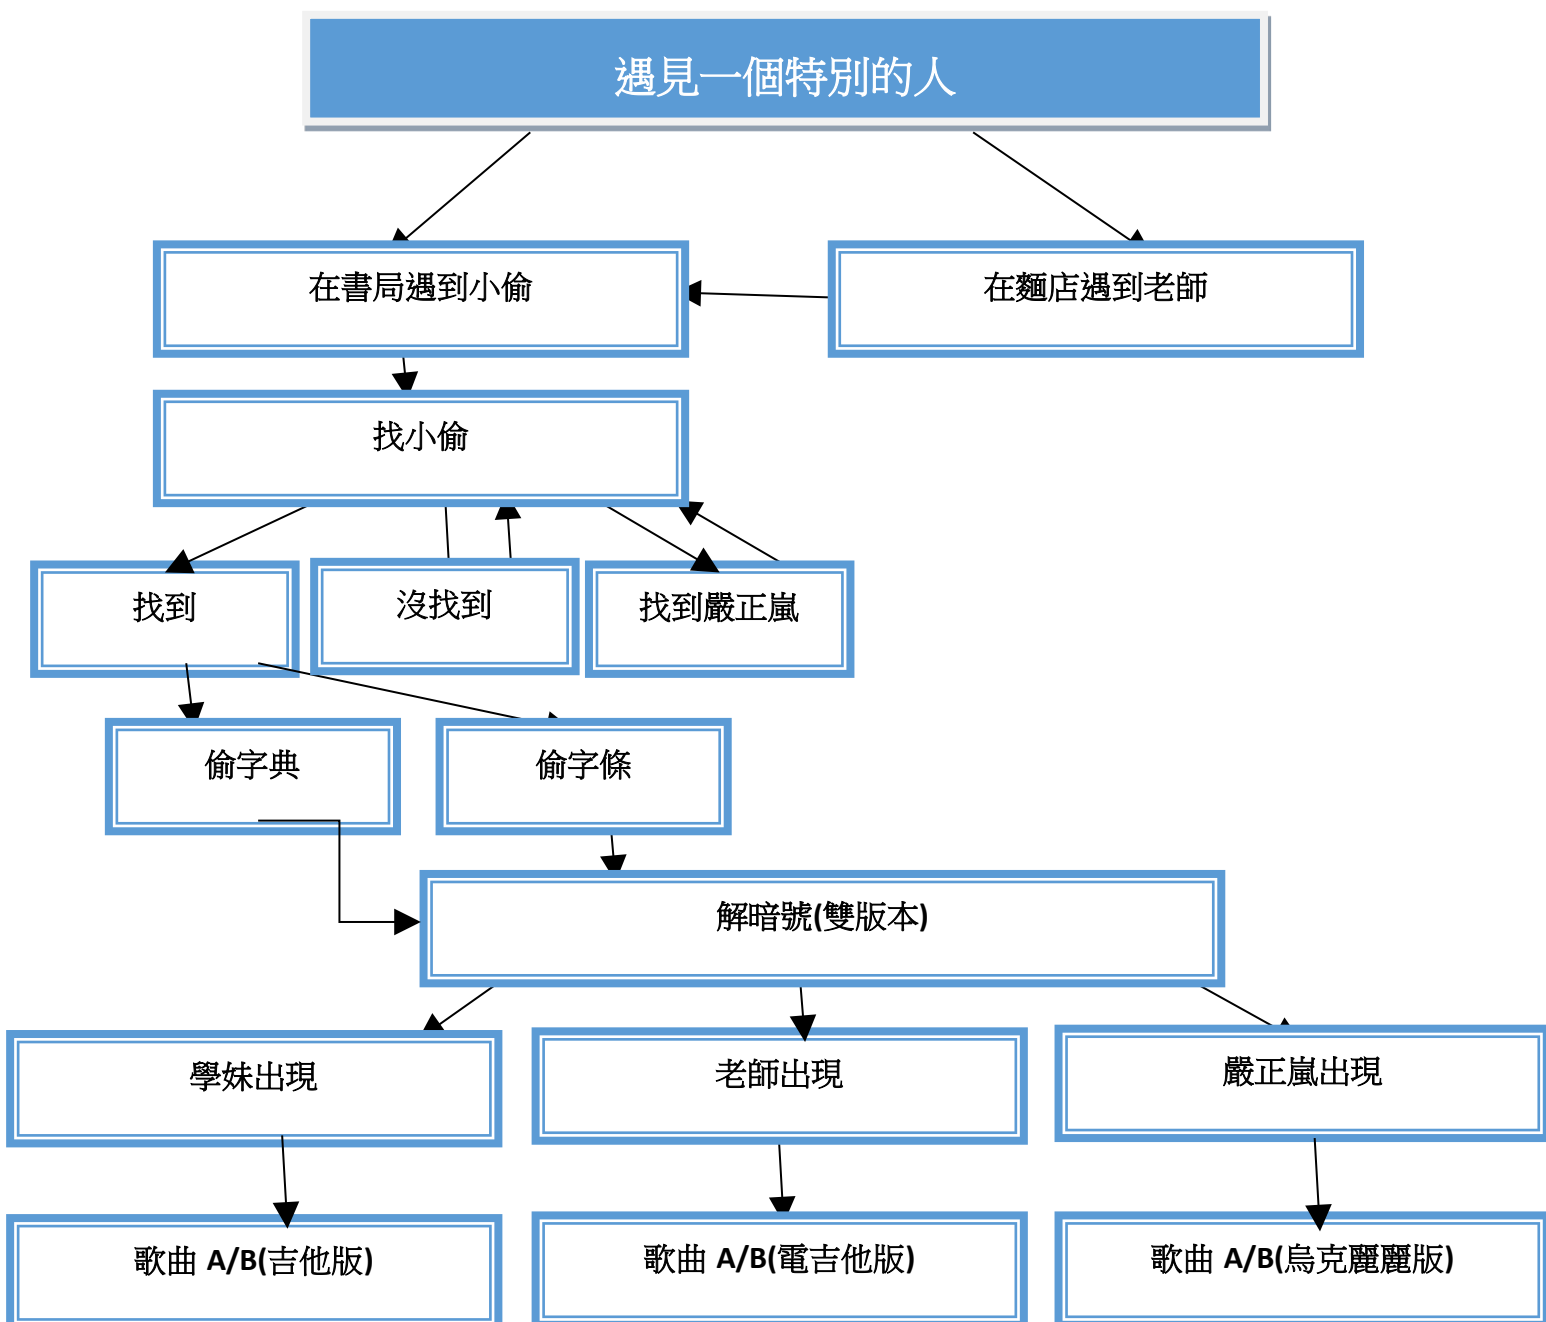 遇見一個特別的人
在書局遇到小偷
在麵店遇到老師
找小偷
找到
沒找到
找到嚴正嵐
偷字典
偷字條
解暗號(雙版本)
學妹出現
老師出現
嚴正嵐出現
歌曲 A/B(吉他版)
歌曲 A/B(電吉他版)
歌曲 A/B(烏克麗麗版)